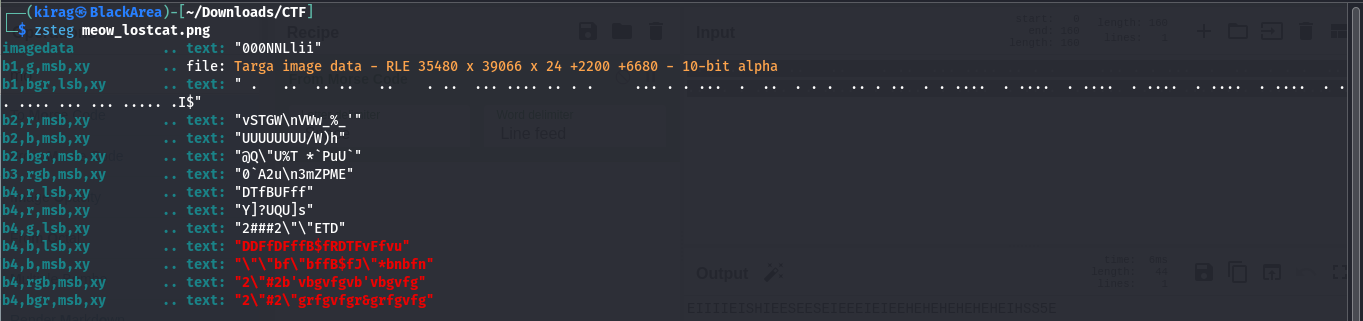 (kirag㉿BlackArea)-[~/Downloads/CTF]
$ zsteg meow_lostcat.png
imagedata .. text: "000NNLlii"
b1,g,msb,xy .. file: Targa image data - RLE 35480 x 39066 x 24 +2200 +6680 - 10-bit alpha
b1,bgr,lsb,xy .. text: " . .. .. .. .. . .. ... .... .. . . ... . . .. . . .. .. . .. ... ... . . .. . .... . .... . .... . .... . .... . .... . .
. .... ... ... ..... .I$"
b2,r,msb,xy .. text: "vSTGW\nVWw_%_'"
b2,b,msb,xy .. text: "UUUUUUUU/W)h"
b2,bgr,msb,xy .. text: "@Q\"U%T *`PuU`"
b3,rgb,msb,xy .. text: "0`A2u\n3mZPME"
b4,r,lsb,xy .. text: "DTfBUFff"
b4,r,msb,xy .. text: "Y]?UQU]s"
b4,g,lsb,xy .. text: "2###2\"\"ETD"
b4,b,lsb,xy .. text: "DDFfDFffB$fRDTFvFfvu"
b4,b,msb,xy .. text: "\"\"bf\"bffB$fJ\"*bnbfn"
b4,rgb,msb,xy .. text: "2\"#2b'vbgvfgvb'vbgvfg"
b4,bgr,msb,xy .. text: "2\"#2\"grfgvfgr&grfgvfg"
Recipe
Line feed
Input
Output